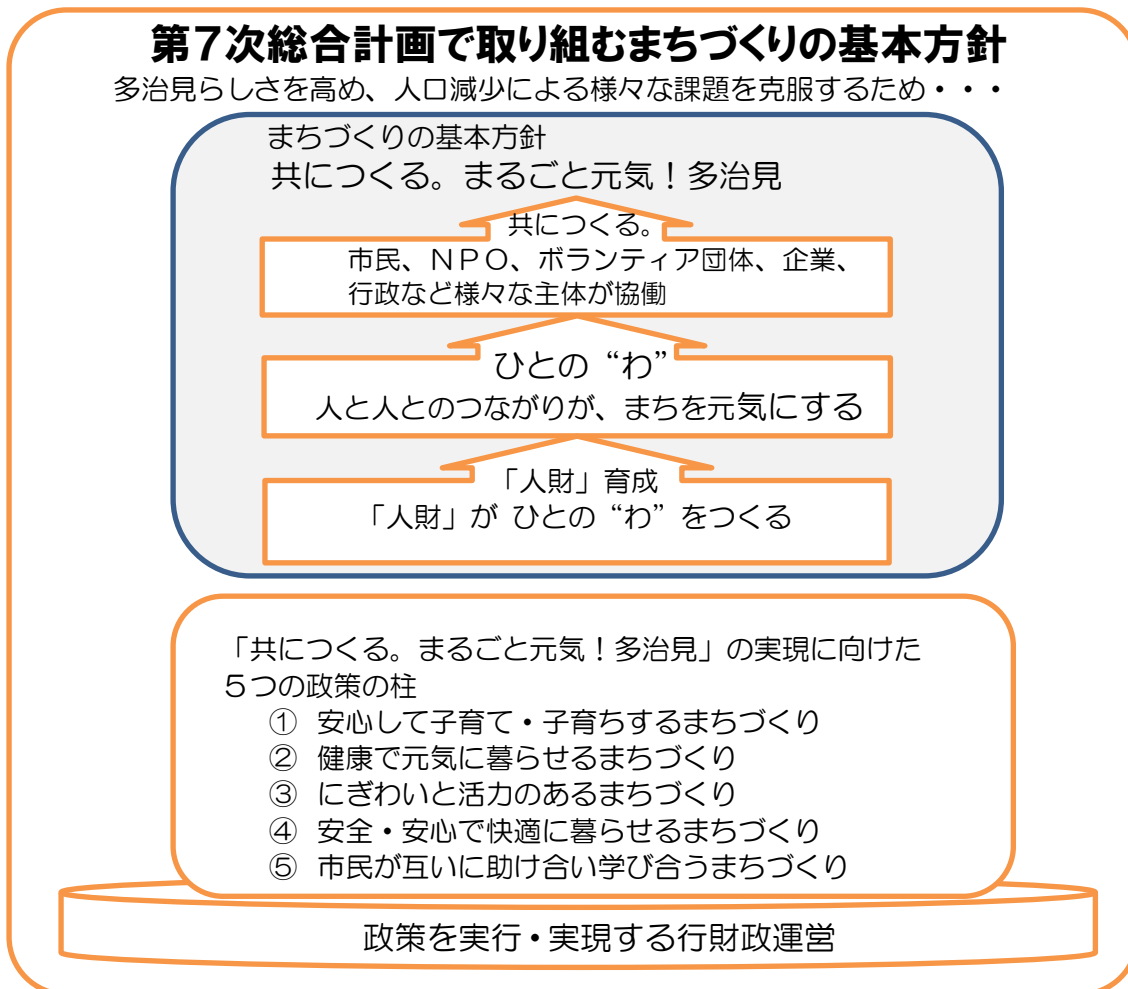 第7次総合計画で取り組むまちづくりの基本方針
多治見らしさを高め、人口減少による様々な課題を克服するため・・・
まちづくりの基本方針
共につくる。まるごと元気！多治見
共につくる。
市民、ＮＰＯ、ボランティア団体、企業、
行政など様々な主体が協働
ひとの“わ”
人と人とのつながりが、まちを元気にする
「人財」育成
「人財」が ひとの“わ”をつくる
「共につくる。まるごと元気！多治見」の実現に向けた
５つの政策の柱
① 安心して子育て・子育ちするまちづくり
② 健康で元気に暮らせるまちづくり
③ にぎわいと活力のあるまちづくり
④ 安全・安心で快適に暮らせるまちづくり
⑤ 市民が互いに助け合い学び合うまちづくり
政策を実行・実現する行財政運営